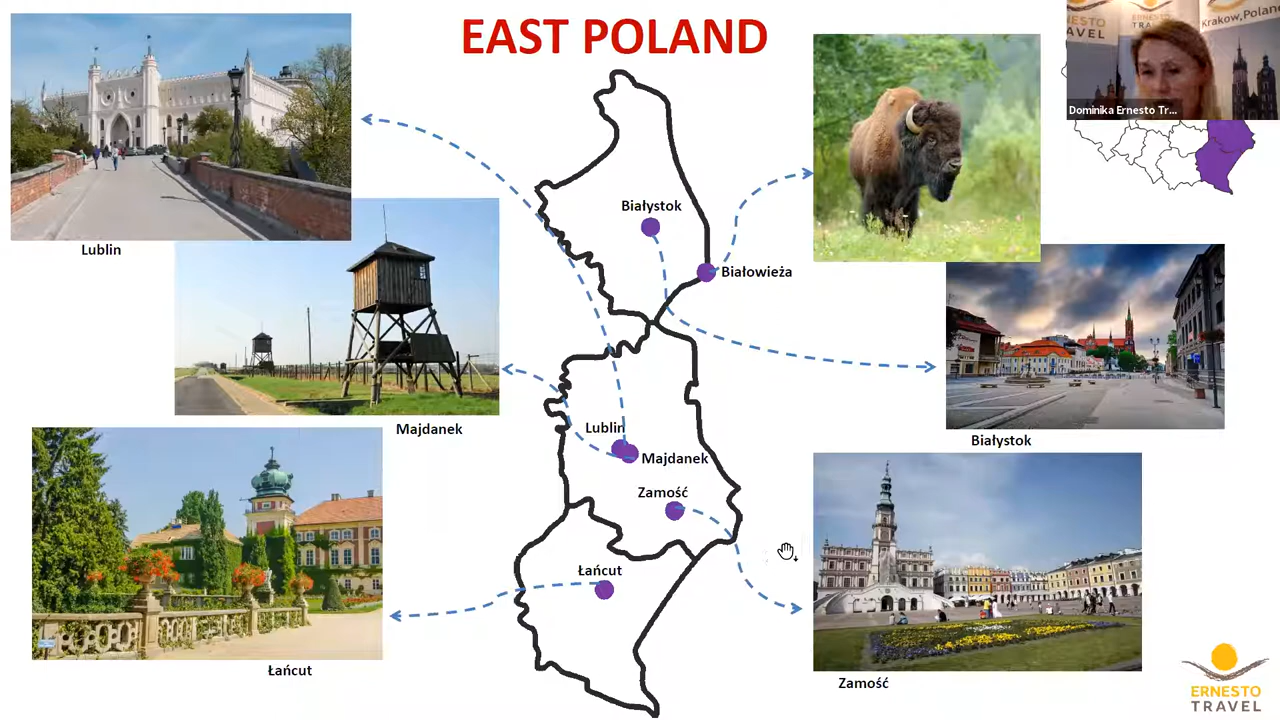 EAST POLAND
ERNESTO
TRAVEL
TRAVEL
Krakow, Poland
Dominika Ernesto Tr...
Lublin
Białystok
Białowieża
Majdanek
Białystok
Lublin
Majdanek
Zamość
Łańcut
Łańcut
Zamość
ERNESTO
TRAVEL